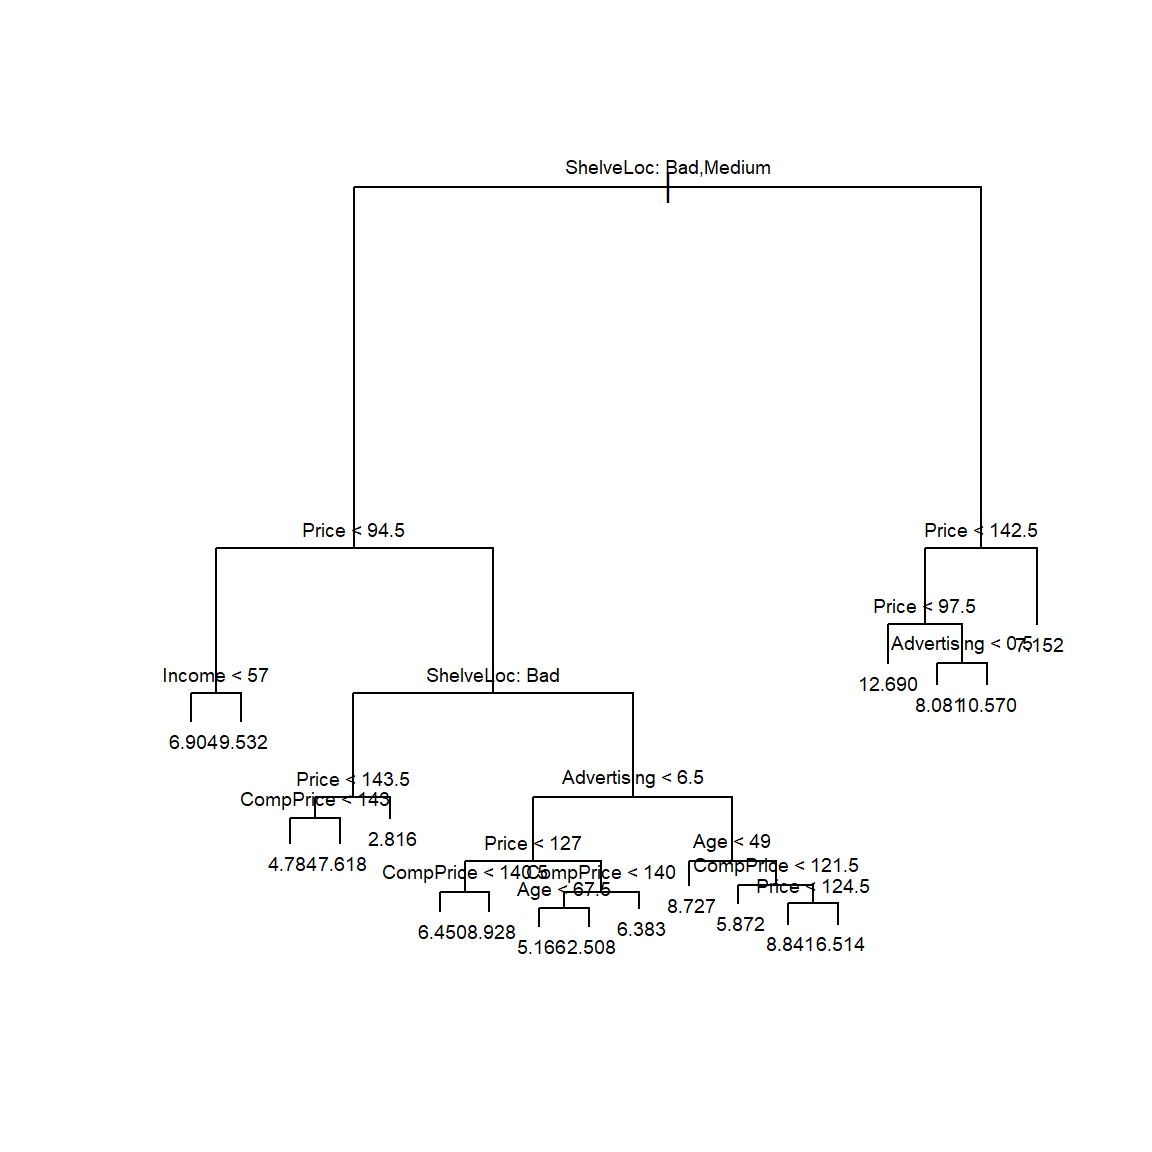 ShelveLoc: Bad,Medium
Price < 94.5
Price < 142.5
Price < 97.5
Advertising < 0.5
7.152
Income < 57
ShelveLoc: Bad
12.690
8.081
10.570
6.904
9.532
Price < 143.5
Advertising < 6.5
CompPrice < 143
2.816
Price < 127
Age < 49
4.784
7.618
CompPrice < 140.5
CompPrice < 140
CompPrice < 121.5
Age < 67.5
Price < 124.5
8.727
5.872
6.450
8.928
6.383
5.166
2.508
8.841
6.514